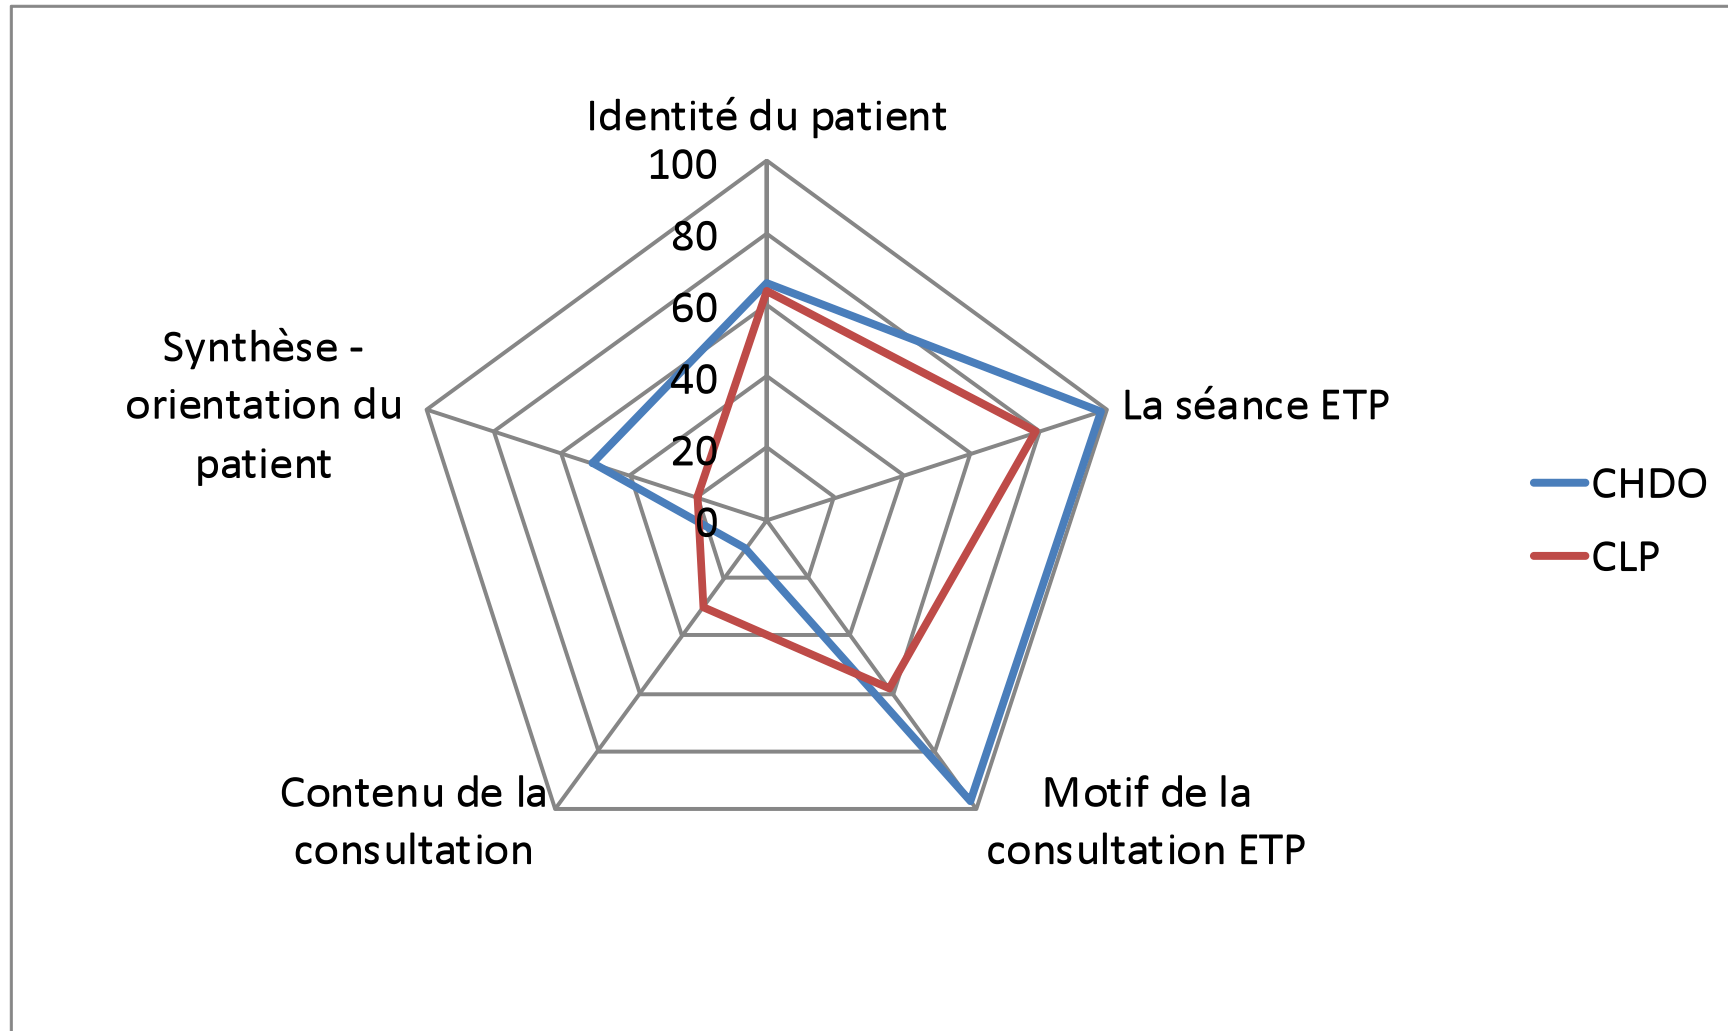 Identité du patient
100
80
60
40
20
0
La séance ETP
Motif de la
consultation ETP
Contenu de la
consultation
Synthèse -
orientation du
patient
CHDO
CLP